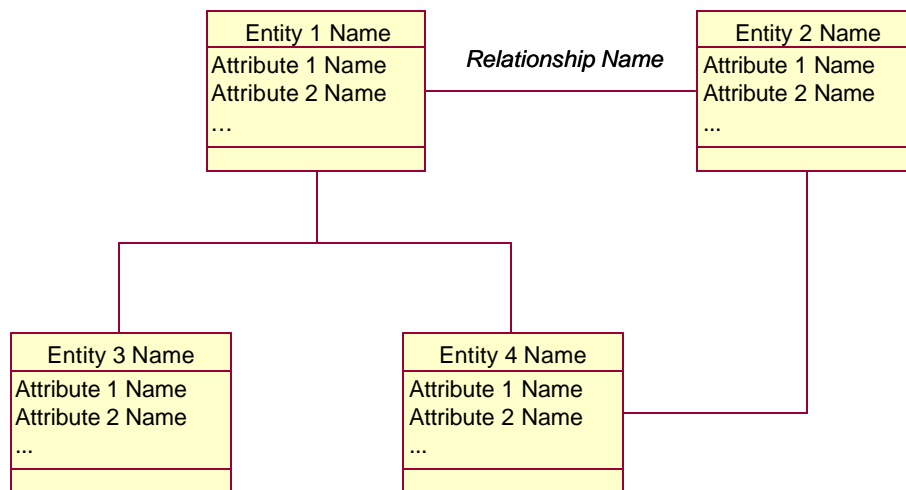 Entity 1 Name
Attribute 1 Name
Attribute 2 Name
...
Relationship Name
Entity 2 Name
Attribute 1 Name
Attribute 2 Name
...
Entity 3 Name
Attribute 1 Name
Attribute 2 Name
...
Entity 4 Name
Attribute 1 Name
Attribute 2 Name
...